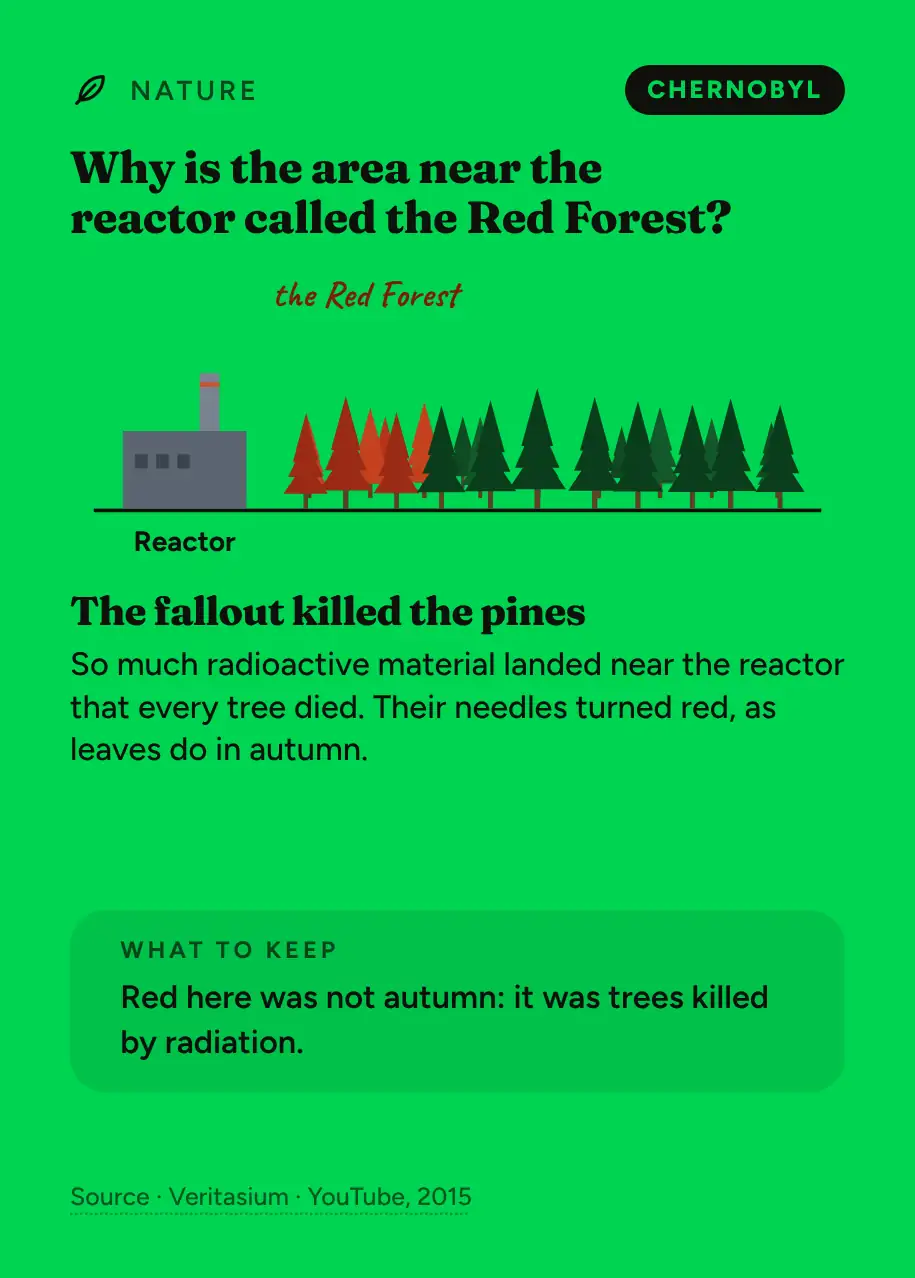 NATURE
CHERNOBYL
Why is the area near the
reactor called the Red Forest?
the Red Forest
Reactor
The fallout killed the pines
So much radioactive material landed near the reactor
that every tree died. Their needles turned red, as
leaves do in autumn.
WHAT TO KEEP
Red here was not autumn: it was trees killed
by radiation.
Source · Veritasium · YouTube, 2015